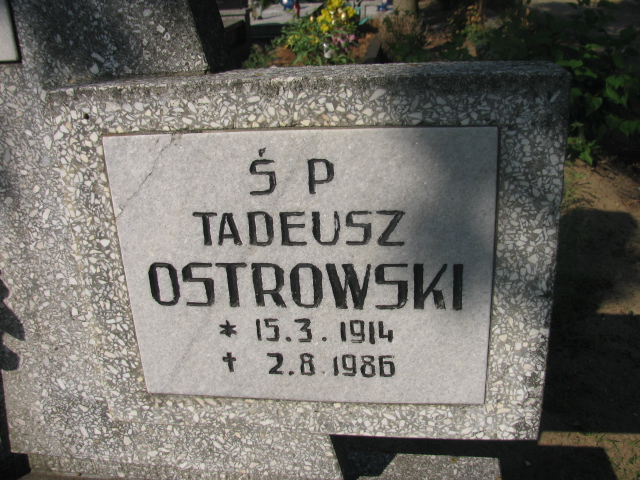 Ś P
TADEUSZ
OSTROWSKI
* 15.3.1914
† 2.8.1986